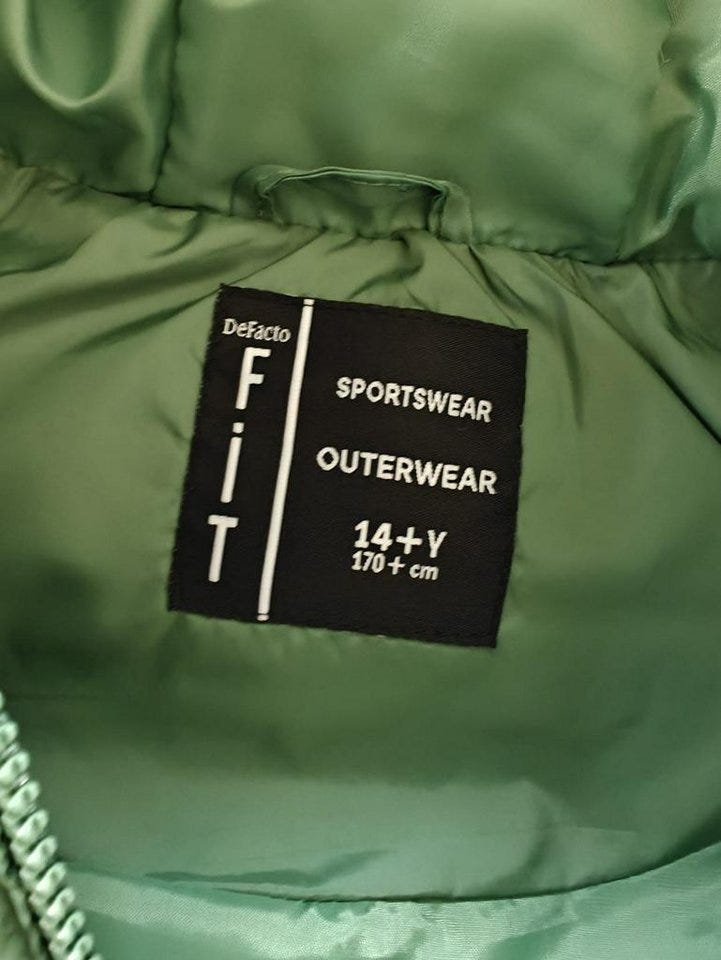 DeFacto
FiT
SPORTSWEAR
OUTERWEAR
14+Y
170+ cm